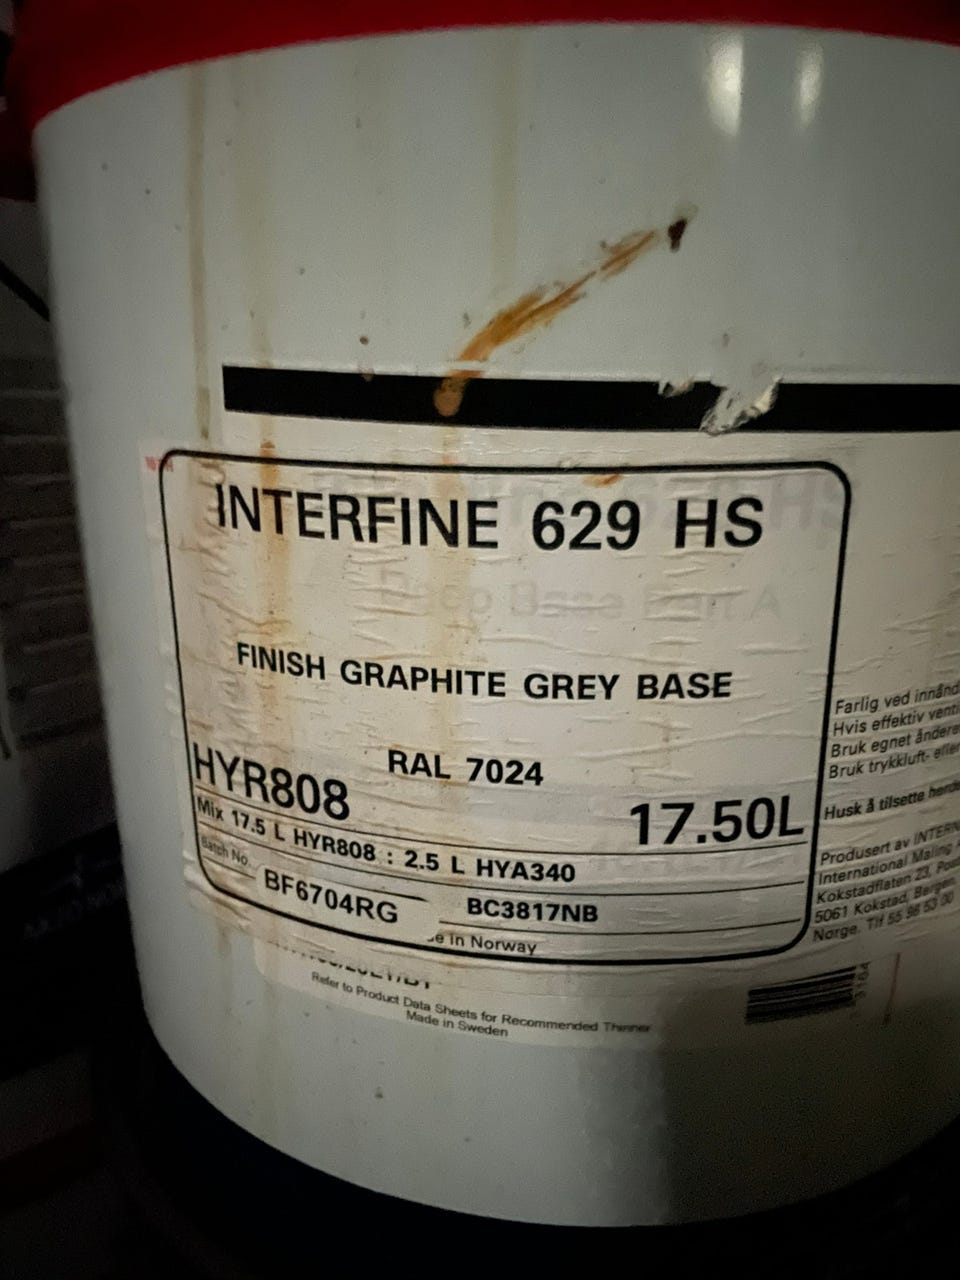 INTERFINE 629 HS
FINISH GRAPHITE GREY BASE
RAL 7024
HYR808
17.50L
Mix 17.5 L HYR808 : 2.5 L HYA340
Batch No.
BF6704RG
BC3817NB
e in Norway
Refer to Product Data Sheets for Recommended Thinner
Made in Sweden
Farlig ved innånd
Hvis effektiv venti
Bruk egnet åndere
Bruk trykkluft- eller
Husk å tilsette herde
Produsert av INTERN
International Maling
Kokstadflaten 23, Pos
5061 Kokstad, Bergen
Norge. Tlf 55 98 53 00